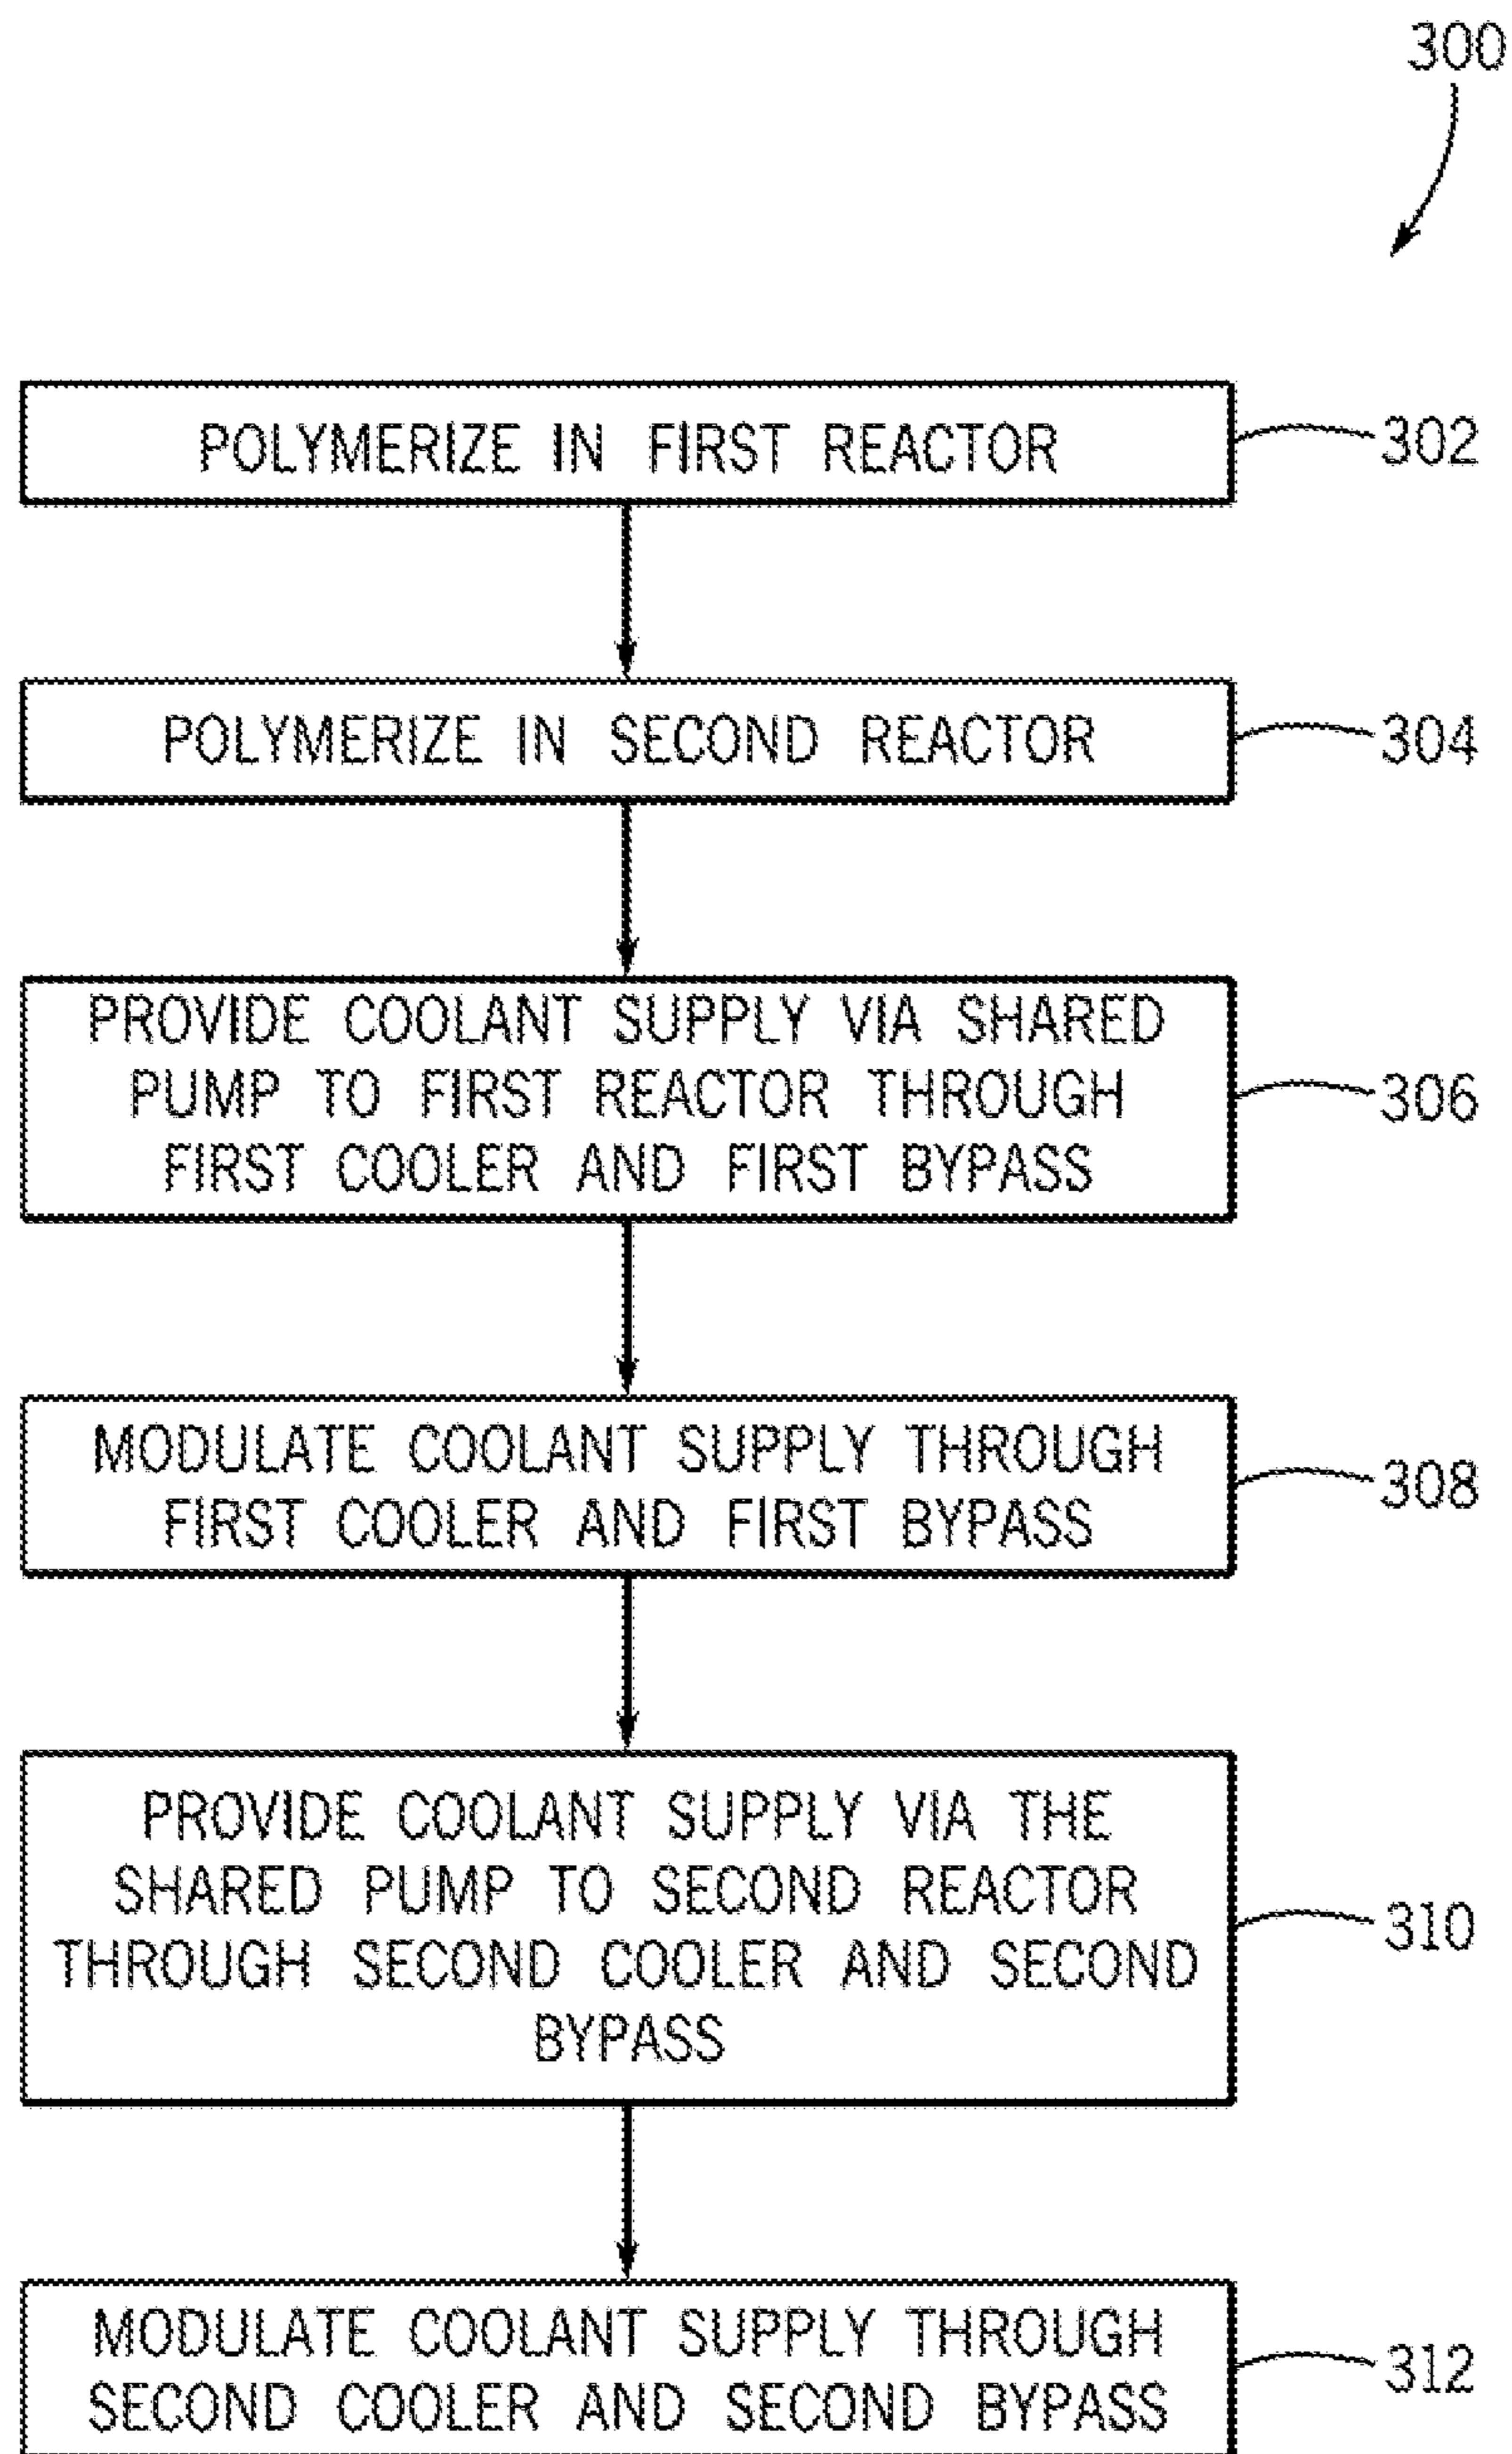 300
POLYMERIZE IN FIRST REACTOR
302
POLYMERIZE IN SECOND REACTOR
304
PROVIDE COOLANT SUPPLY VIA SHARED
PUMP TO FIRST REACTOR THROUGH
FIRST COOLER AND FIRST BYPASS
306
MODULATE COOLANT SUPPLY THROUGH
FIRST COOLER AND FIRST BYPASS
308
PROVIDE COOLANT SUPPLY VIA THE
SHARED PUMP TO SECOND REACTOR
THROUGH SECOND COOLER AND SECOND
BYPASS
310
MODULATE COOLANT SUPPLY THROUGH
SECOND COOLER AND SECOND BYPASS
312